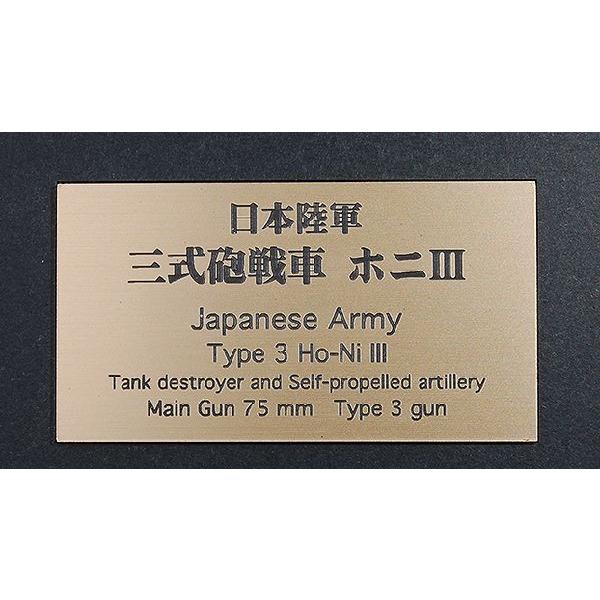 日本陸軍
三式砲戦車 ホニIII
Japanese Army
Type 3 Ho-Ni III
Tank destroyer and Self-propelled artillery
Main Gun 75 mm Type 3 gun